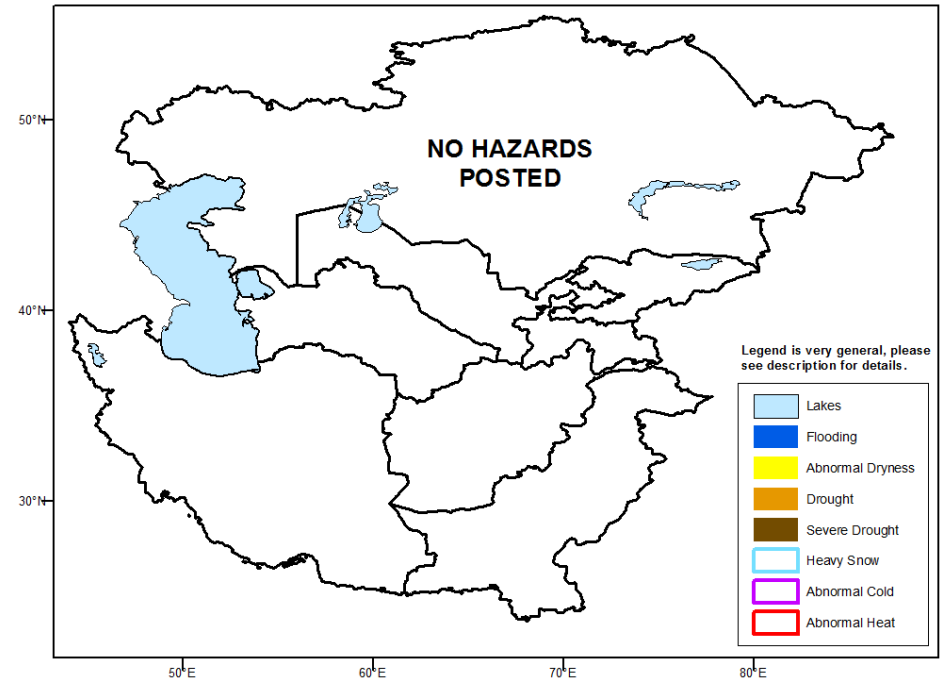 50°N
NO HAZARDS
POSTED
40°N
Legend is very general, please
see description for details.
Lakes
Flooding
Abnormal Dryness
30°N
Drought
Severe Drought
Heavy Snow
Abnormal Cold
Abnormal Heat
50°E 60°E 70°E 80°E